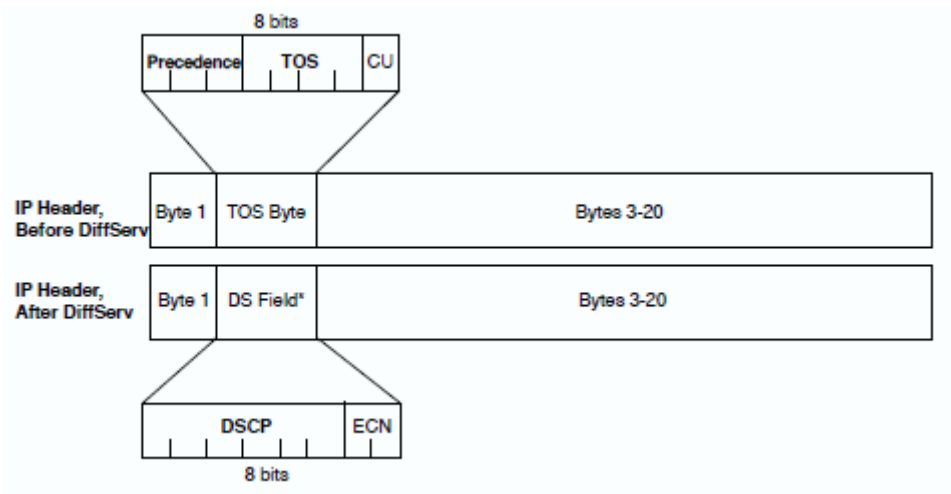 8 bits
Precedence TOS CU
IP Header,
Before DiffServ
Byte 1 TOS Byte Bytes 3-20
IP Header,
After DiffServ
Byte 1 DS Field* Bytes 3-20
DSCP ECN
8 bits